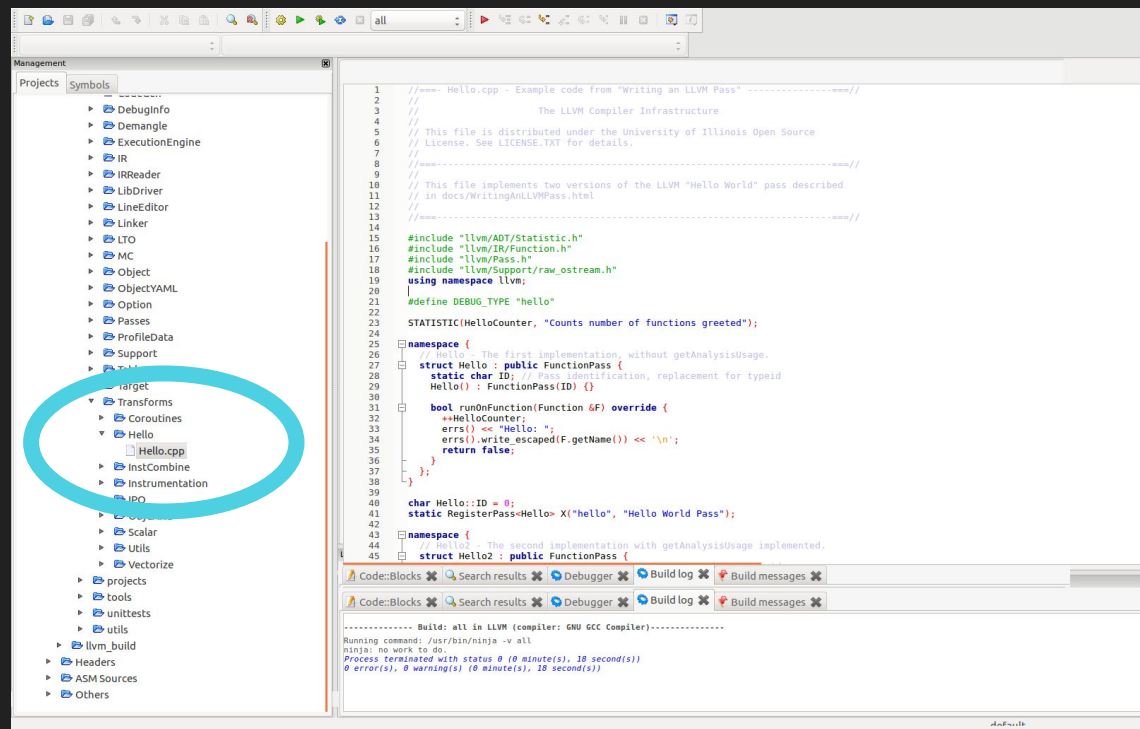 all
Management
Projects Symbols
DebugInfo
Demangle
ExecutionEngine
IR
IRReader
LibDriver
LineEditor
Linker
LTO
MC
Object
ObjectYAML
Option
Passes
ProfileData
Support
Target
Transforms
Coroutines
Hello
Hello.cpp
InstCombine
Instrumentation
IPO
Scalar
Utils
Vectorize
projects
tools
unittests
utils
llvm_build
Headers
ASM Sources
Others
1 //===- Hello.cpp - Example code from "Writing an LLVM Pass" ---------------===//
2 //
3 // The LLVM Compiler Infrastructure
4 //
5 // This file is distributed under the University of Illinois Open Source
6 // License. See LICENSE.TXT for details.
7 //
8 //===----------------------------------------------------------------------===//
9 //
10 // This file implements two versions of the LLVM "Hello World" pass described
11 // in docs/WritingAnLLVMPass.html
12 //
13 //===----------------------------------------------------------------------===//
14
15 #include "llvm/ADT/Statistic.h"
16 #include "llvm/IR/Function.h"
17 #include "llvm/Pass.h"
18 #include "llvm/Support/raw_ostream.h"
19 using namespace llvm;
20
21 #define DEBUG_TYPE "hello"
22
23 STATISTIC(HelloCounter, "Counts number of functions greeted");
24
25 namespace {
26 // Hello - The first implementation, without getAnalysisUsage.
27 struct Hello : public FunctionPass {
28 static char ID; // Pass identification, replacement for typeid
29 Hello() : FunctionPass(ID) {}
30
31 bool runOnFunction(Function &F) override {
32 ++HelloCounter;
33 errs() << "Hello: ";
34 errs().write_escaped(F.getName()) << '\n';
35 return false;
36 }
37 };
38 }
39
40 char Hello::ID = 0;
41 static RegisterPass<Hello> X("hello", "Hello World Pass");
42
43 namespace {
44 // Hello2 - The second implementation with getAnalysisUsage implemented.
45 struct Hello2 : public FunctionPass {
Code::Blocks Search results Debugger Build log Build messages
Code::Blocks Search results Debugger Build log Build messages
-------------- Build: all in LLVM (compiler: GNU GCC Compiler)---------------
Running command: /usr/bin/ninja -v all
ninja: no work to do.
Process terminated with status 0 (0 minute(s), 18 second(s))
0 error(s), 0 warning(s) (0 minute(s), 18 second(s))
default